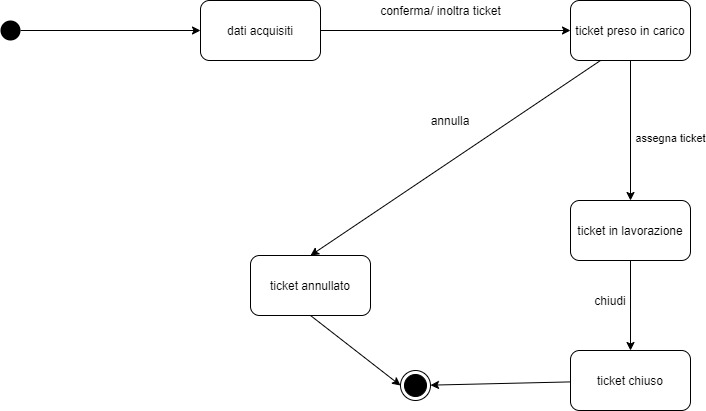 conferma/ inoltra ticket
dati acquisiti
ticket preso in carico
annulla
assegna ticket
ticket in lavorazione
ticket annullato
chiudi
ticket chiuso